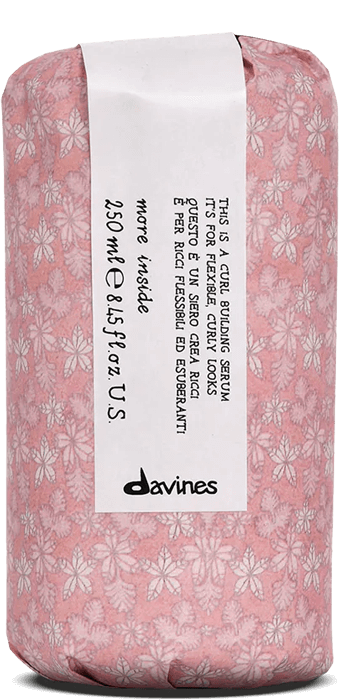 THIS IS A CURL BUILDING SERUM
IT'S FOR FLEXIBLE, CURLY LOOKS
QUESTO È UN SIERO CREA RICCI
È PER RICCI FLESSIBILI ED ESUBERANTI
more inside
250 ml ℮ 8.45 fl.oz. U.S.
davines